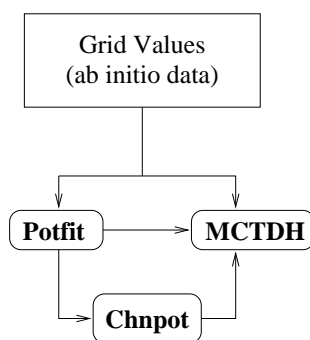 Grid Values
(ab initio data)
Potfit
MCTDH
Chnpot